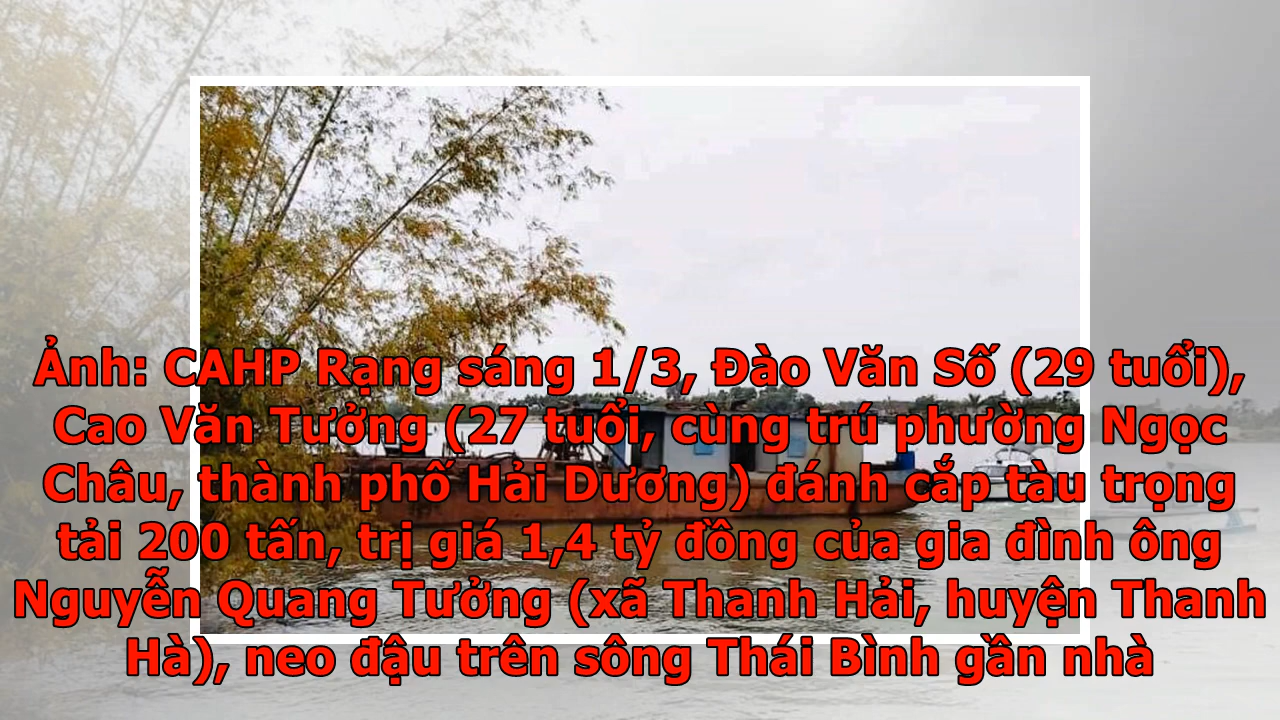 Ảnh: CAHP Rạng sáng 1/3, Đào Văn Số (29 tuổi),
Cao Văn Tưởng (27 tuổi, cùng trú phường Ngọc
Châu, thành phố Hải Dương) đánh cắp tàu trọng
tải 200 tấn, trị giá 1,4 tỷ đồng của gia đình ông
Nguyễn Quang Tưởng (xã Thanh Hải, huyện Thanh
Hà), neo đậu trên sông Thái Bình gần nhà